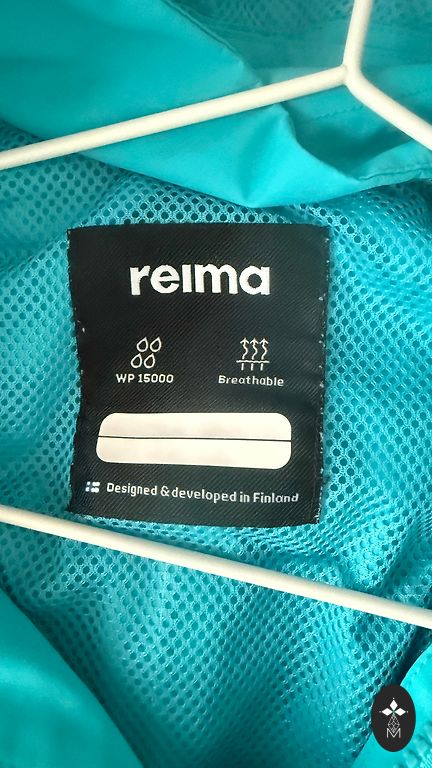 reima
WP 15000
Breathable
Designed & developed in Finland